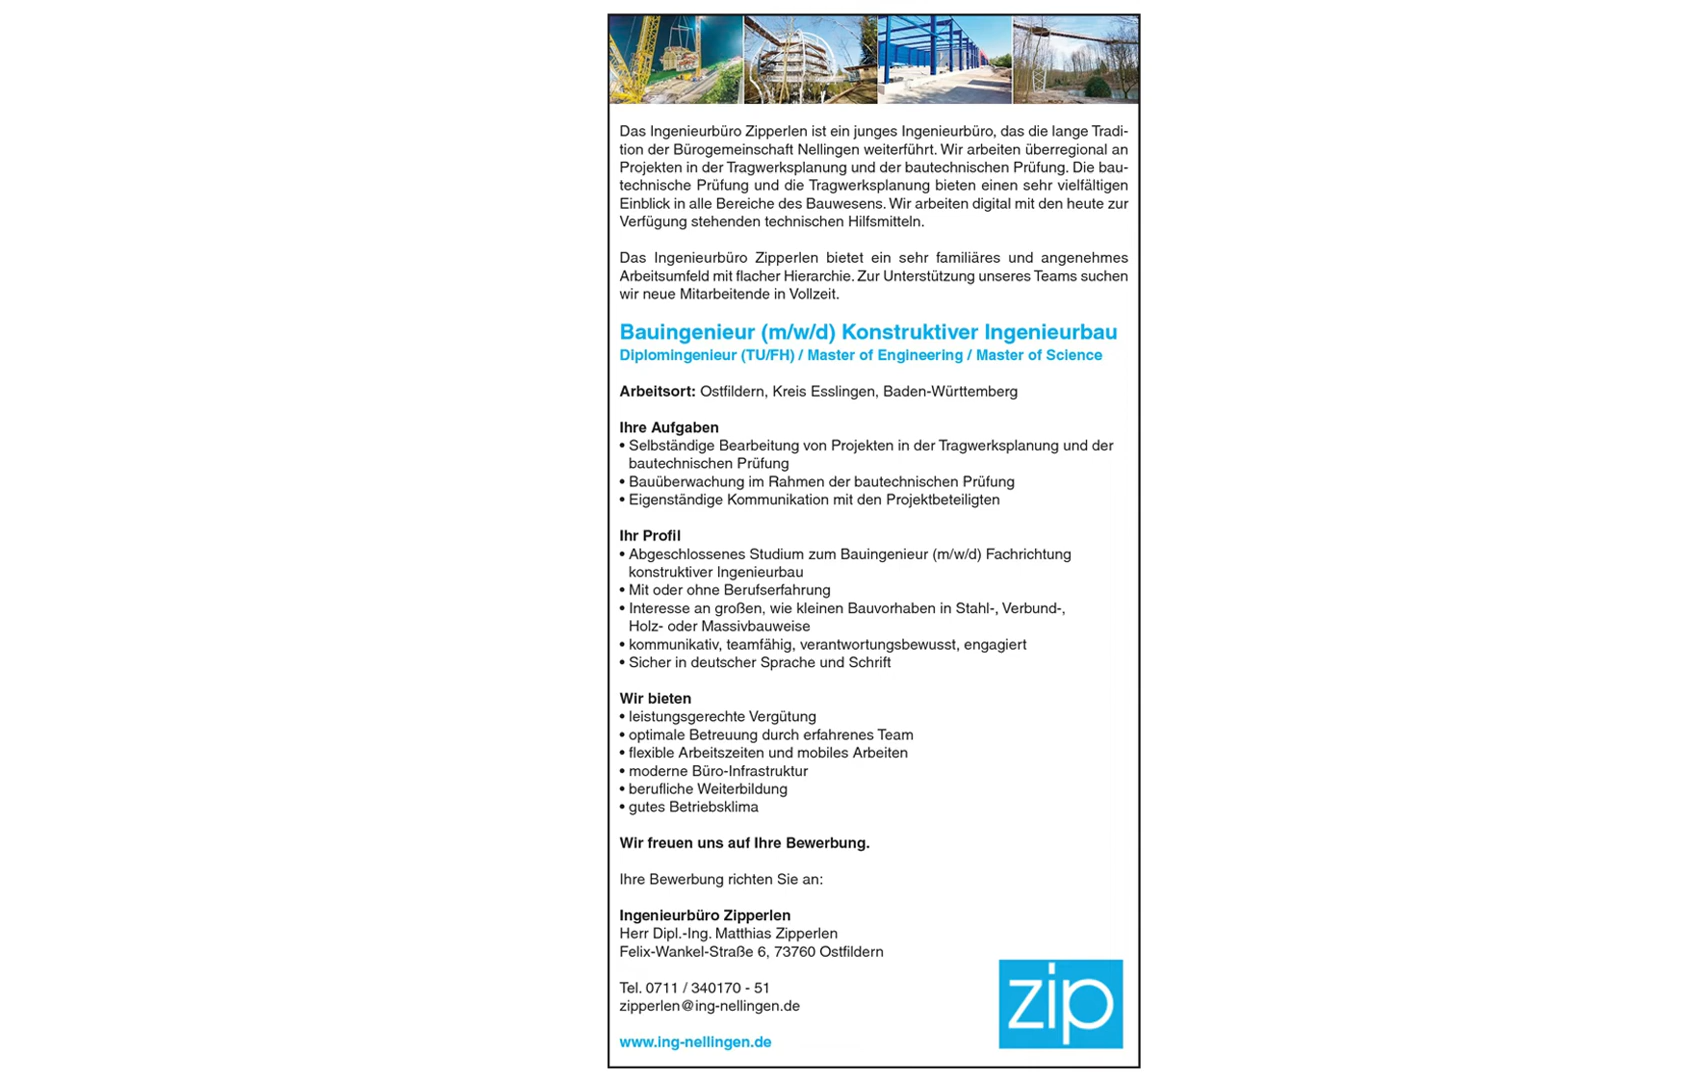 Das Ingenieurbüro Zipperlen ist ein junges Ingenieurbüro, das die lange Tradi-
tion der Bürogemeinschaft Nellingen weiterführt. Wir arbeiten überregional an
Projekten in der Tragwerksplanung und der bautechnischen Prüfung. Die bau-
technische Prüfung und die Tragwerksplanung bieten einen sehr vielfältigen
Einblick in alle Bereiche des Bauwesens. Wir arbeiten digital mit den heute zur
Verfügung stehenden technischen Hilfsmitteln.
Das Ingenieurbüro Zipperlen bietet ein sehr familiäres und angenehmes
Arbeitsumfeld mit flacher Hierarchie. Zur Unterstützung unseres Teams suchen
wir neue Mitarbeitende in Vollzeit.
Bauingenieur (m/w/d) Konstruktiver Ingenieurbau
Diplomingenieur (TU/FH) / Master of Engineering / Master of Science
Arbeitsort: Ostfildern, Kreis Esslingen, Baden-Württemberg
Ihre Aufgaben
• Selbständige Bearbeitung von Projekten in der Tragwerksplanung und der
bautechnischen Prüfung
• Bauüberwachung im Rahmen der bautechnischen Prüfung
• Eigenständige Kommunikation mit den Projektbeteiligten
Ihr Profil
• Abgeschlossenes Studium zum Bauingenieur (m/w/d) Fachrichtung
konstruktiver Ingenieurbau
• Mit oder ohne Berufserfahrung
• Interesse an großen, wie kleinen Bauvorhaben in Stahl-, Verbund-,
Holz- oder Massivbauweise
• kommunikativ, teamfähig, verantwortungsbewusst, engagiert
• Sicher in deutscher Sprache und Schrift
Wir bieten
• leistungsgerechte Vergütung
• optimale Betreuung durch erfahrenes Team
• flexible Arbeitszeiten und mobiles Arbeiten
• moderne Büro-Infrastruktur
• berufliche Weiterbildung
• gutes Betriebsklima
Wir freuen uns auf Ihre Bewerbung.
Ihre Bewerbung richten Sie an:
Ingenieurbüro Zipperlen
Herr Dipl.-Ing. Matthias Zipperlen
Felix-Wankel-Straße 6, 73760 Ostfildern
Tel. 0711 / 340170 - 51
zipperlen@ing-nellingen.de
www.ing-nellingen.de
zip